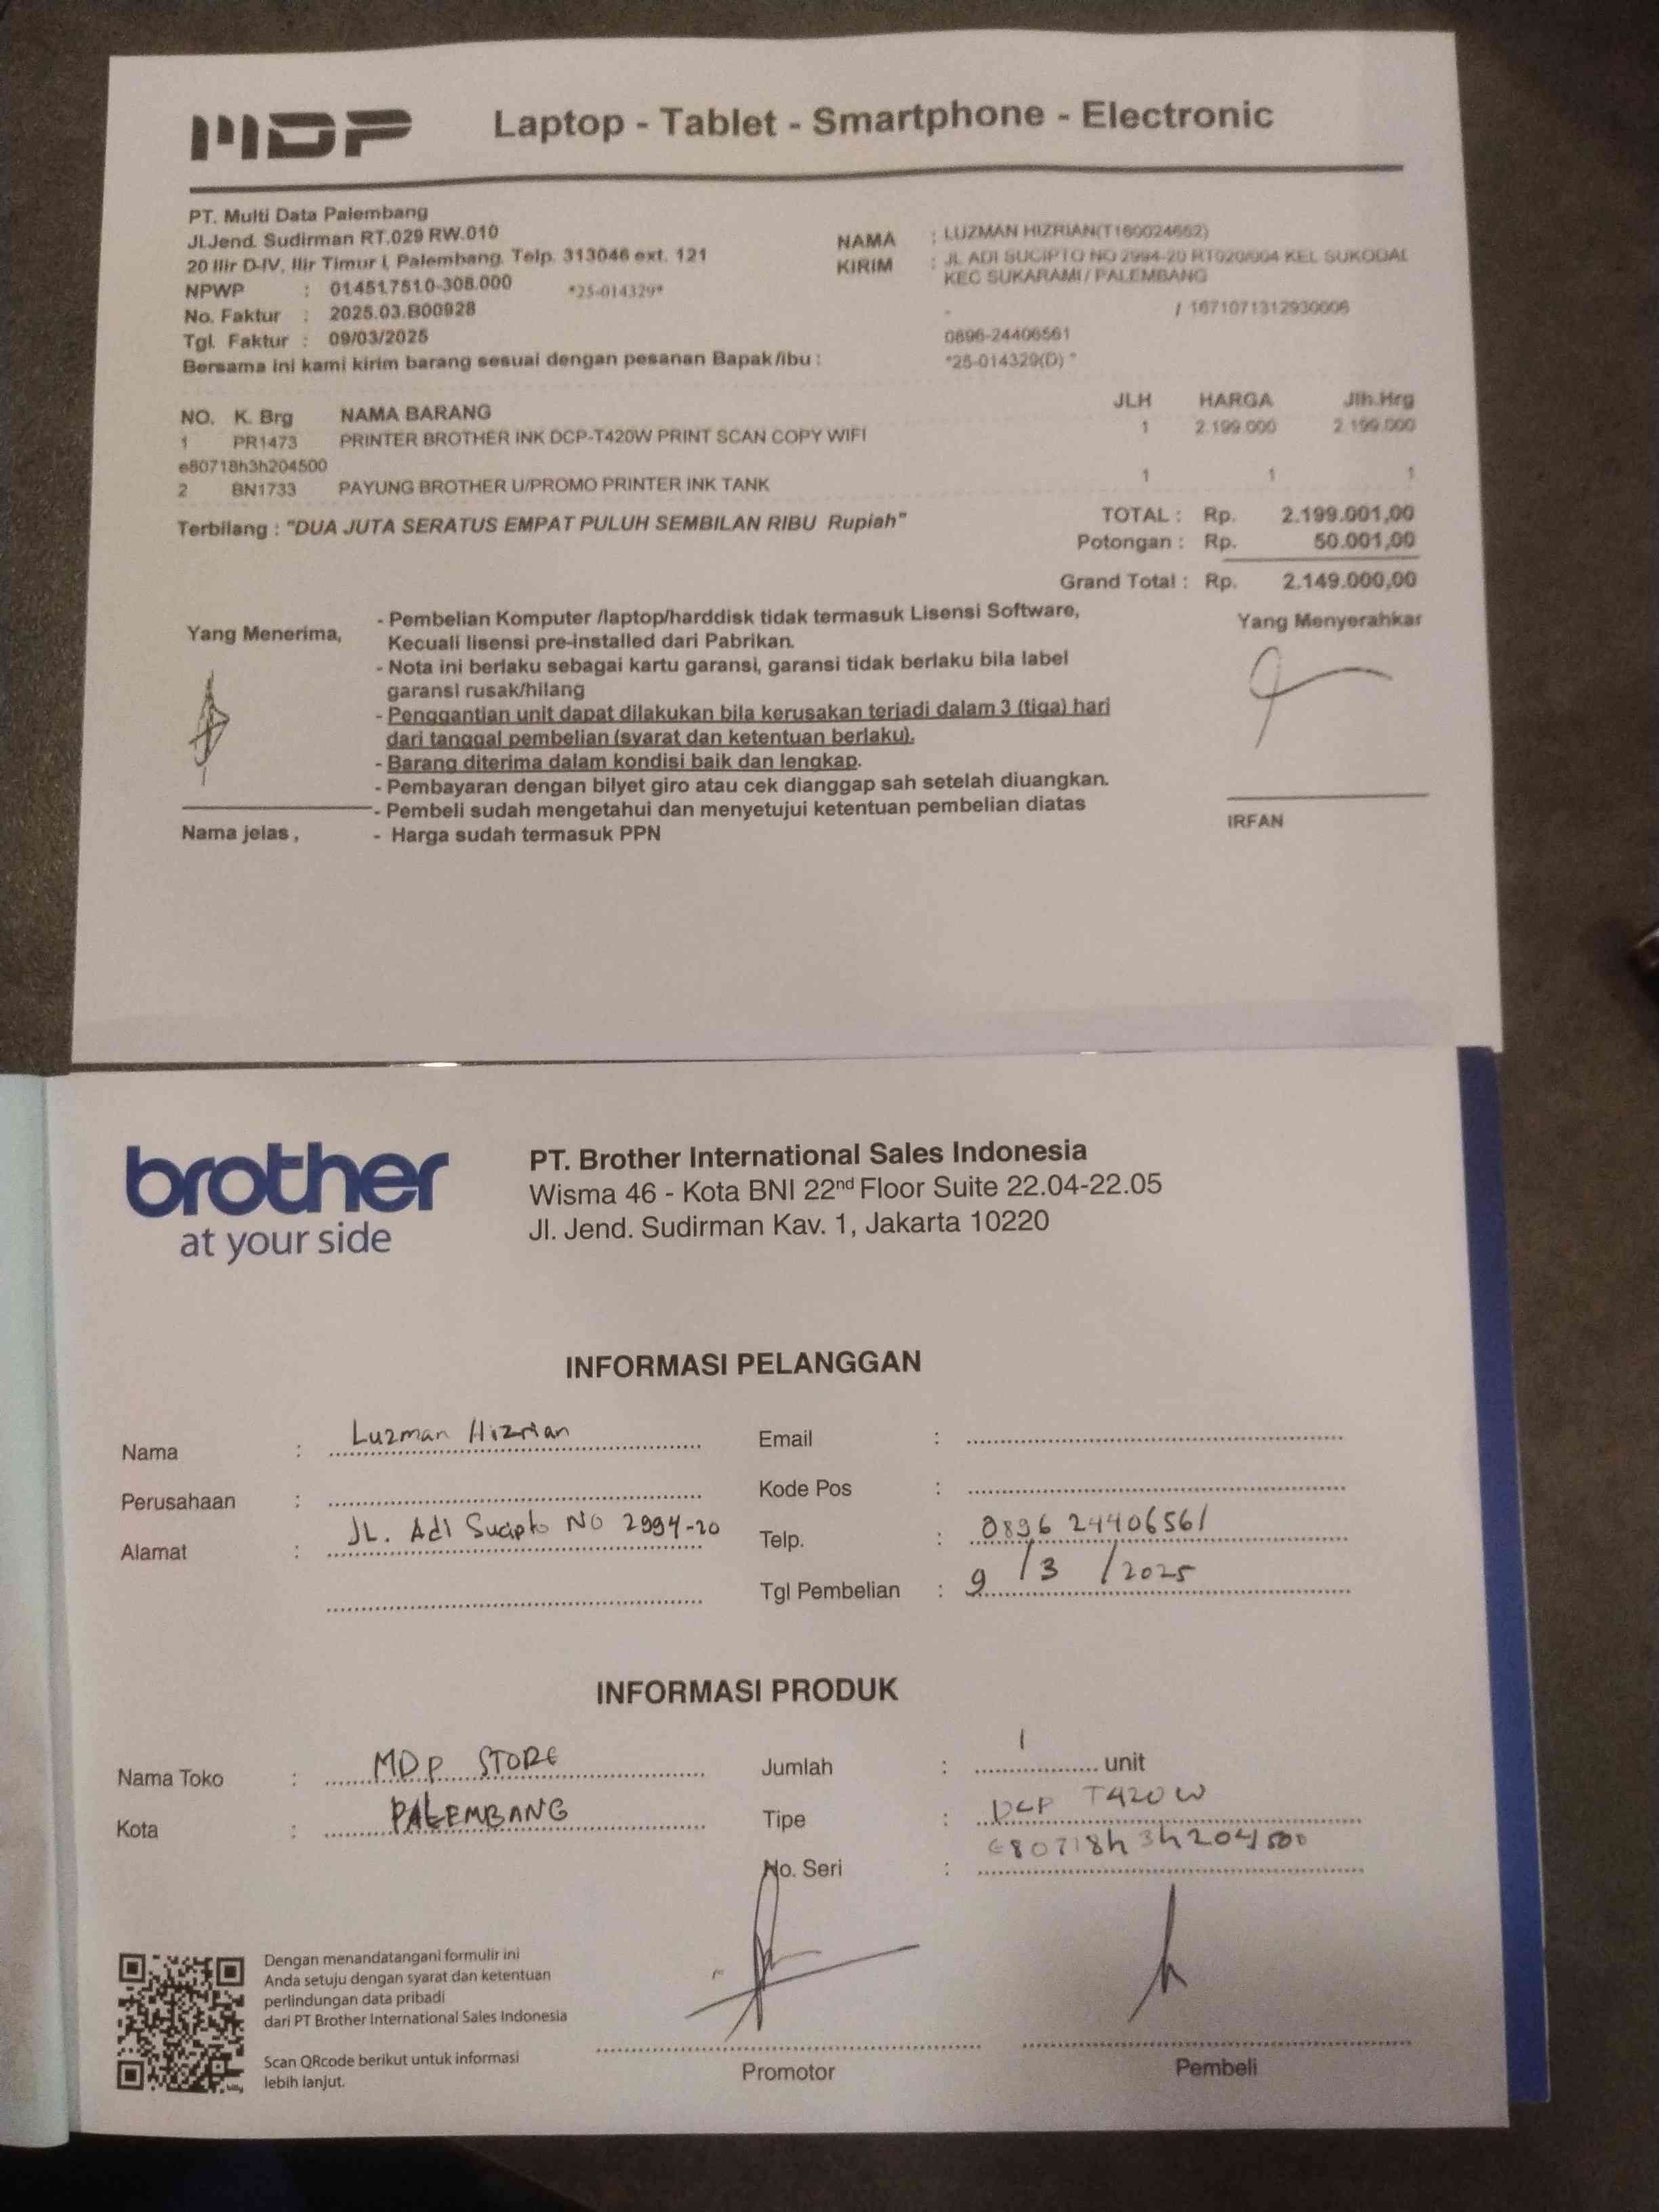 MDP Laptop - Tablet - Smartphone - Electronic
PT. Multi Data Palembang
Jl.Jend. Sudirman RT.029 RW.010
20 Ilir D-IV, Ilir Timur I, Palembang. Telp. 313046 ext. 121
NPWP : 01.451.751.0-308.000 *25-014329*
No. Faktur : 2025.03.B00928
Tgl. Faktur : 09/03/2025
Bersama ini kami kirim barang sesuai dengan pesanan Bapak/ibu :
NAMA : LUZMAN HIZRIAN(T160024652)
KIRIM : JL ADI SUCIPTO NO 2994-20 RT020/004 KEL SUKODAL
KEC SUKARAMI / PALEMBANG
- / 1671071312930006
0896-24406561
*25-014329(D) *
NO. K. Brg NAMA BARANG JLH HARGA Jlh.Hrg
1 PR1473 PRINTER BROTHER INK DCP-T420W PRINT SCAN COPY WIFI 1 2.199.000 2.199.000
e80718h3h204500
2 BN1733 PAYUNG BROTHER U/PROMO PRINTER INK TANK 1 1 1
Terbilang : "DUA JUTA SERATUS EMPAT PULUH SEMBILAN RIBU Rupiah"
TOTAL : Rp. 2.199.001,00
Potongan : Rp. 50.001,00
Grand Total : Rp. 2.149.000,00
Yang Menerima,
- Pembelian Komputer /laptop/harddisk tidak termasuk Lisensi Software,
Kecuali lisensi pre-installed dari Pabrikan.
- Nota ini berlaku sebagai kartu garansi, garansi tidak berlaku bila label
garansi rusak/hilang
- Penggantian unit dapat dilakukan bila kerusakan terjadi dalam 3 (tiga) hari
dari tanggal pembelian (syarat dan ketentuan berlaku).
- Barang diterima dalam kondisi baik dan lengkap.
- Pembayaran dengan bilyet giro atau cek dianggap sah setelah diuangkan.
- Pembeli sudah mengetahui dan menyetujui ketentuan pembelian diatas
- Harga sudah termasuk PPN
Nama jelas ,
Yang Menyerahkan
IRFAN
brother
at your side
PT. Brother International Sales Indonesia
Wisma 46 - Kota BNI 22nd Floor Suite 22.04-22.05
Jl. Jend. Sudirman Kav. 1, Jakarta 10220
INFORMASI PELANGGAN
Nama : Luzman Hizrian
Perusahaan :
Alamat : JL. Adi Sucipto NO 2994-20
Email :
Kode Pos :
Telp. : 0896 24406561
Tgl Pembelian : 9/3/2025
INFORMASI PRODUK
Nama Toko : MDP STORE
Kota : PALEMBANG
Jumlah : 1 unit
Tipe : DCP T420W
No. Seri : e80718h3h204500
Dengan menandatangani formulir ini
Anda setuju dengan syarat dan ketentuan
perlindungan data pribadi
dari PT Brother International Sales Indonesia
Scan QRcode berikut untuk informasi
lebih lanjut.
Promotor
Pembeli